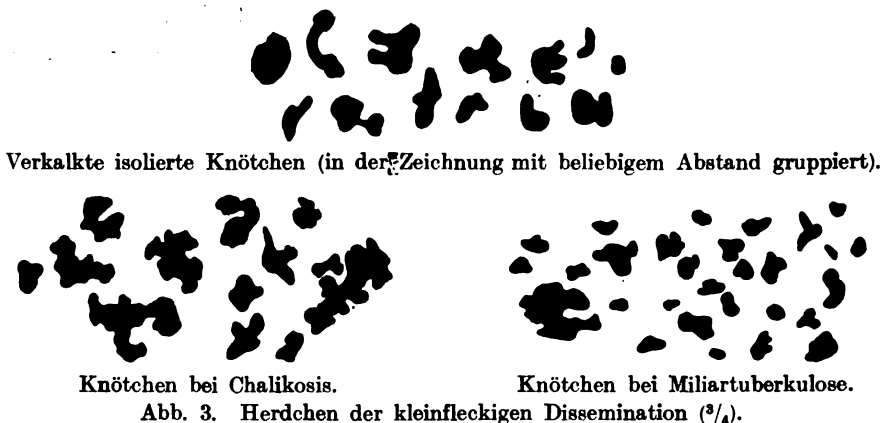 Verkalkte isolierte Knötchen (in der Zeichnung mit beliebigem Abstand gruppiert).
Knötchen bei Chalikosis.
Knötchen bei Miliartuberkulose.
Abb. 3. Herdchen der kleinfleckigen Dissemination (³/₄).